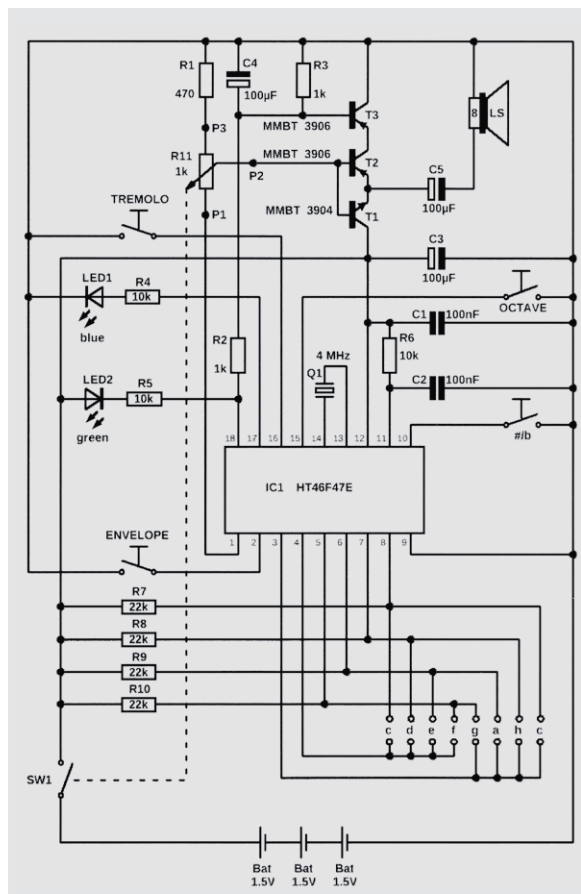 R1
470
C4
100µF
R3
1k
MMBT 3906
T3
8
LS
P3
R11
1k
MMBT 3906
P2
T2
C5
100µF
TREMOLO
P1
MMBT 3904
T1
C3
100µF
LED1
R4
10k
blue
OCTAVE
C1
100nF
R2
1k
4 MHz
Q1
R6
10k
LED2
R5
10k
green
C2
100nF
#/b
18 17 16 15 14 13 12 11 10
IC1 HT46F47E
1 2 3 4 5 6 7 8 9
ENVELOPE
R7
22k
R8
22k
R9
22k
R10
22k
c d e f g a h c
SW1
Bat Bat Bat
1.5V 1.5V 1.5V